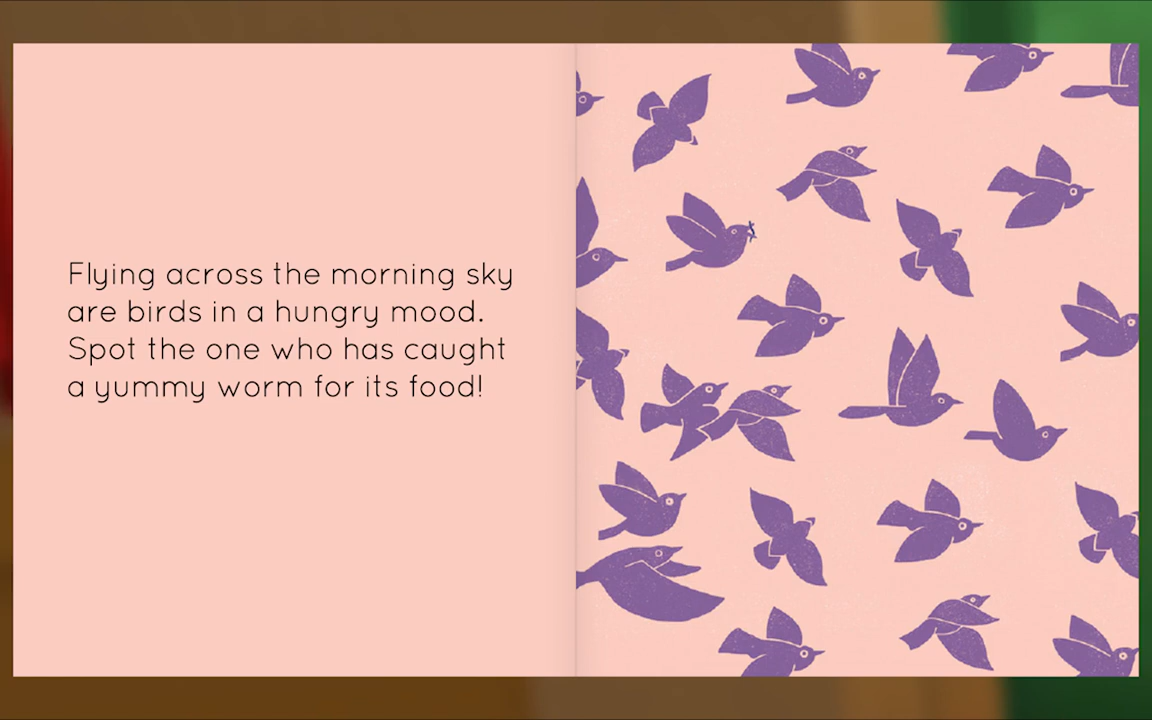 Flying across the morning sky
are birds in a hungry mood.
Spot the one who has caught
a yummy worm for its food!